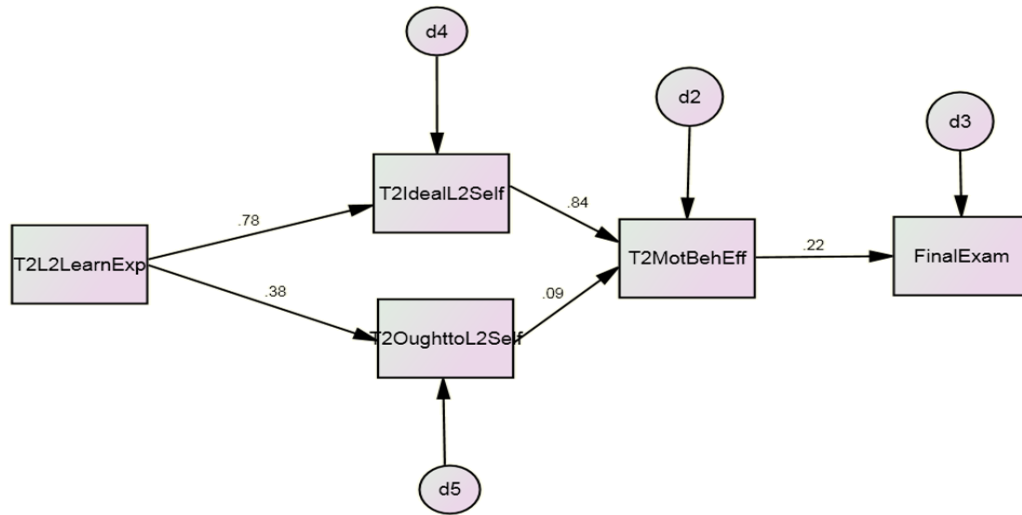 d4
d2
d3
T2IdealL2Self
.78
.84
T2L2LearnExp
T2MotBehEff
.22
FinalExam
.38
.09
T2OughttoL2Self
d5